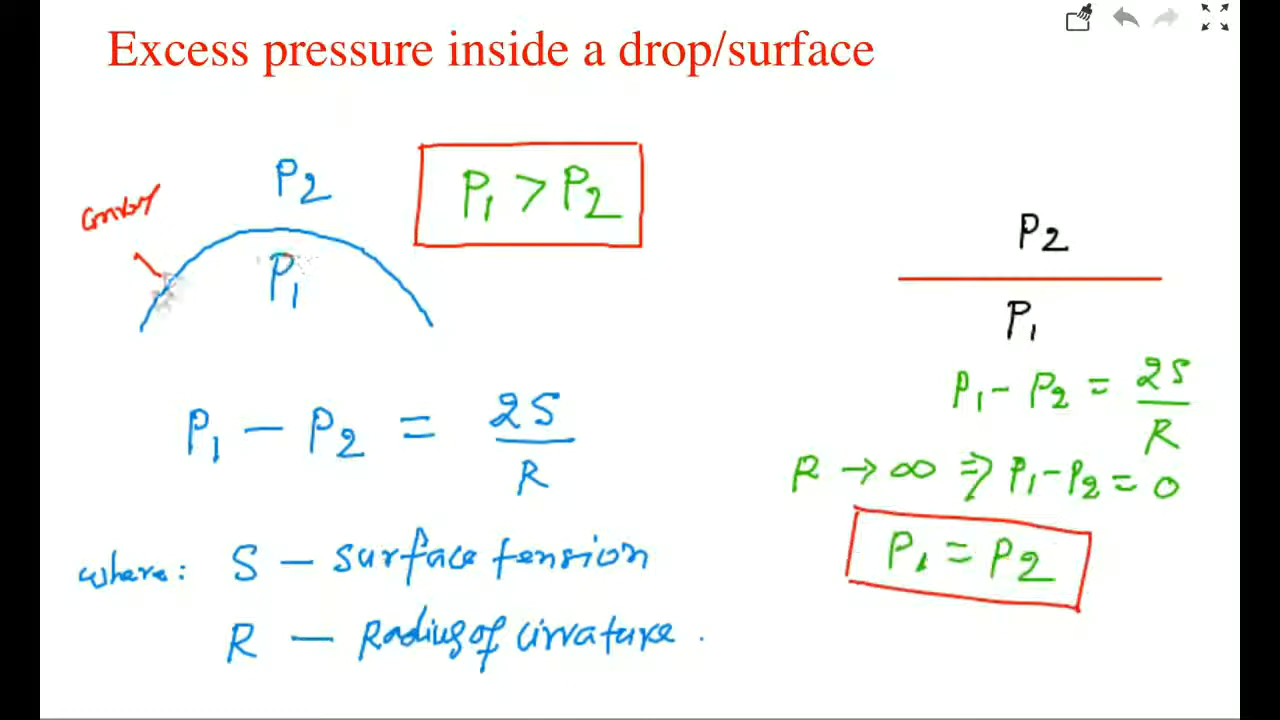 Excess pressure inside a drop/surface
P2
P1 > P2
convex
P1
P2
P1
P1 - P2 = 2S/R
P1 - P2 = 2S/R
R → ∞ ⇒ P1 - P2 = 0
P1 = P2
where: S - surface tension
R - Radius of curvature.